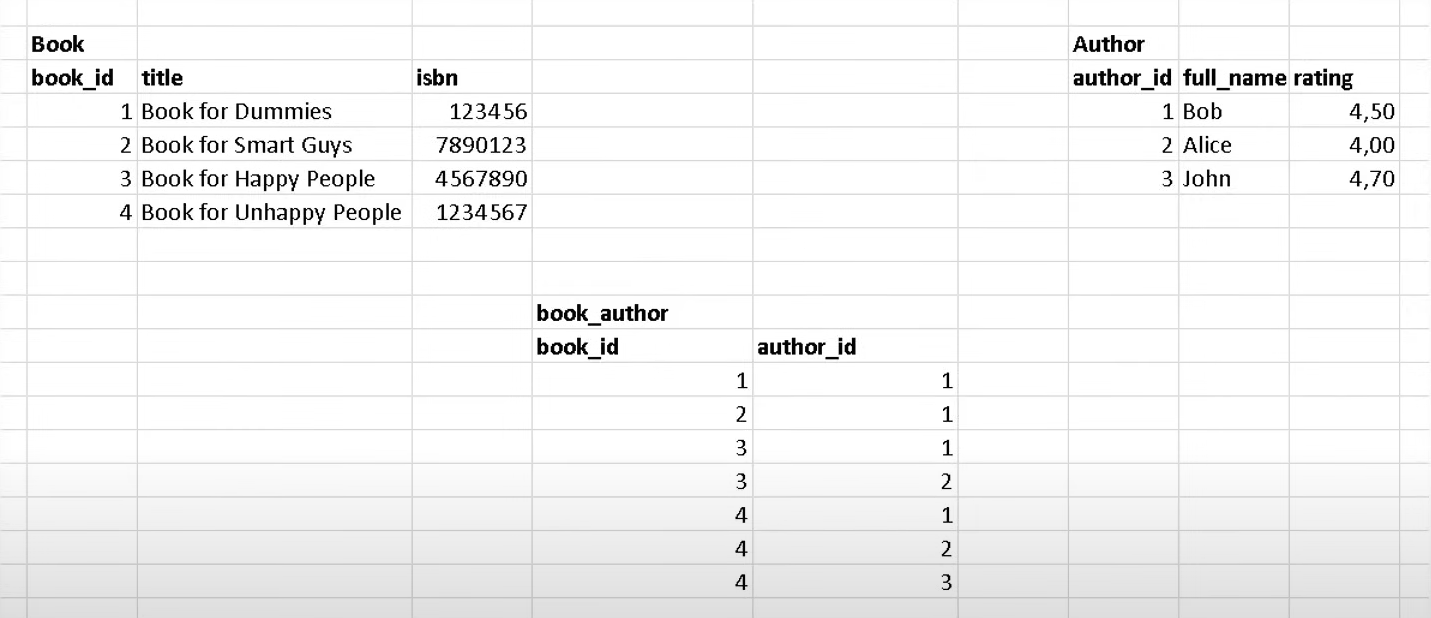 Book Author
book_id title isbn author_id full_name rating
1 Book for Dummies 123456 1 Bob 4,50
2 Book for Smart Guys 7890123 2 Alice 4,00
3 Book for Happy People 4567890 3 John 4,70
4 Book for Unhappy People 1234567
book_author
book_id author_id
1 1
2 1
3 1
3 2
4 1
4 2
4 3